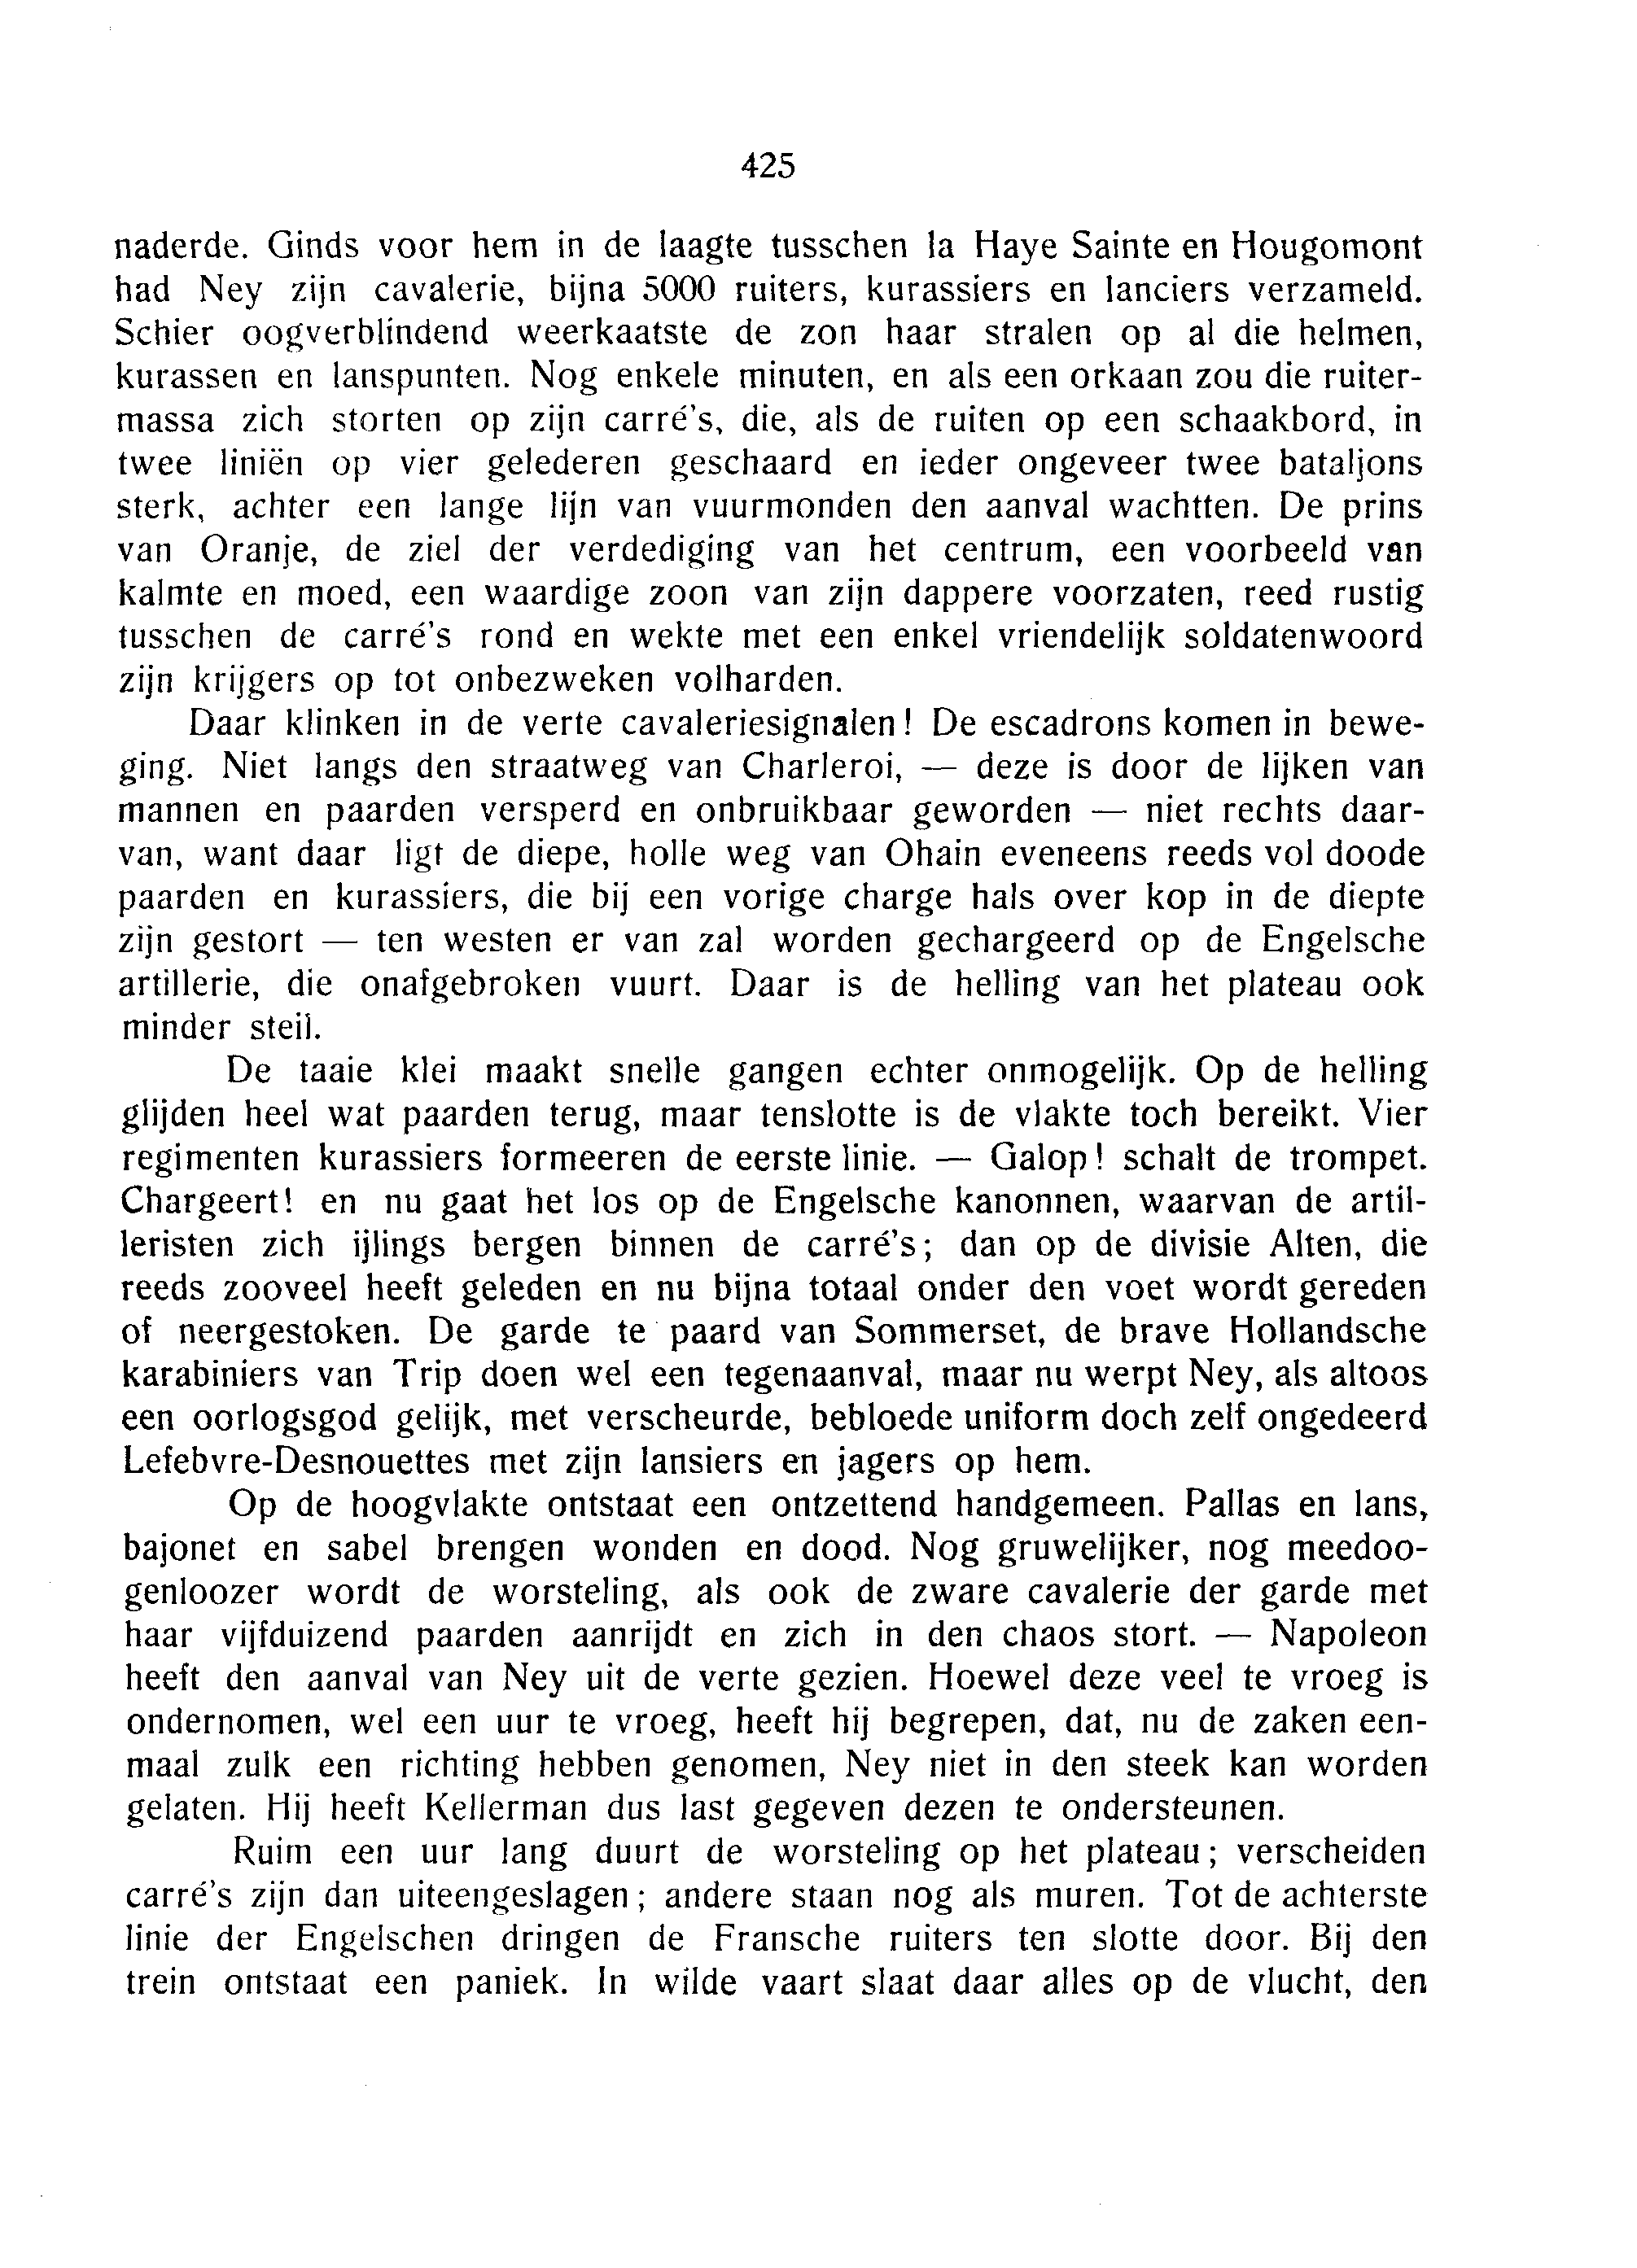 425
naderde. Ginds voor hem in de laagte tusschen la Haye Sainte en Hougomont
had Ney zijn cavalerie, bijna 5000 ruiters, kurassiers en lanciers verzameld.
Schier oogverblindend weerkaatste de zon haar stralen op al die helmen,
kurassen en lanspunten. Nog enkele minuten, en als een orkaan zou die ruiter-
massa zich storten op zijn carré's, die, als de ruiten op een schaakbord, in
twee liniën op vier gelederen geschaard en ieder ongeveer twee bataljons
sterk, achter een lange lijn van vuurmonden den aanval wachtten. De prins
van Oranje, de ziel der verdediging van het centrum, een voorbeeld van
kalmte en moed, een waardige zoon van zijn dappere voorzaten, reed rustig
tusschen de carré's rond en wekte met een enkel vriendelijk soldatenwoord
zijn krijgers op tot onbezweken volharden.
Daar klinken in de verte cavaleriesignalen! De escadrons komen in bewe-
ging. Niet langs den straatweg van Charleroi, — deze is door de lijken van
mannen en paarden versperd en onbruikbaar geworden — niet rechts daar-
van, want daar ligt de diepe, holle weg van Ohain eveneens reeds vol doode
paarden en kurassiers, die bij een vorige charge hals over kop in de diepte
zijn gestort — ten westen er van zal worden gechargeerd op de Engelsche
artillerie, die onafgebroken vuurt. Daar is de helling van het plateau ook
minder steil.
De taaie klei maakt snelle gangen echter onmogelijk. Op de helling
glijden heel wat paarden terug, maar tenslotte is de vlakte toch bereikt. Vier
regimenten kurassiers formeeren de eerste linie. — Galop! schalt de trompet.
Chargeert! en nu gaat het los op de Engelsche kanonnen, waarvan de artil-
leristen zich ijlings bergen binnen de carré's; dan op de divisie Alten, die
reeds zooveel heeft geleden en nu bijna totaal onder den voet wordt gereden
of neergestoken. De garde te paard van Sommerset, de brave Hollandsche
karabiniers van Trip doen wel een tegenaanval, maar nu werpt Ney, als altoos
een oorlogsgod gelijk, met verscheurde, bebloede uniform doch zelf ongedeerd
Lefebvre-Desnouettes met zijn lansiers en jagers op hem.
Op de hoogvlakte ontstaat een ontzettend handgemeen. Pallas en lans,
bajonet en sabel brengen wonden en dood. Nog gruwelijker, nog meedoo-
genloozer wordt de worsteling, als ook de zware cavalerie der garde met
haar vijfduizend paarden aanrijdt en zich in den chaos stort. — Napoleon
heeft den aanval van Ney uit de verte gezien. Hoewel deze veel te vroeg is
ondernomen, wel een uur te vroeg, heeft hij begrepen, dat, nu de zaken een-
maal zulk een richting hebben genomen, Ney niet in den steek kan worden
gelaten. Hij heeft Kellerman dus last gegeven dezen te ondersteunen.
Ruim een uur lang duurt de worsteling op het plateau; verscheiden
carré's zijn dan uiteengeslagen; andere staan nog als muren. Tot de achterste
linie der Engelschen dringen de Fransche ruiters ten slotte door. Bij den
trein ontstaat een paniek. In wilde vaart slaat daar alles op de vlucht, den